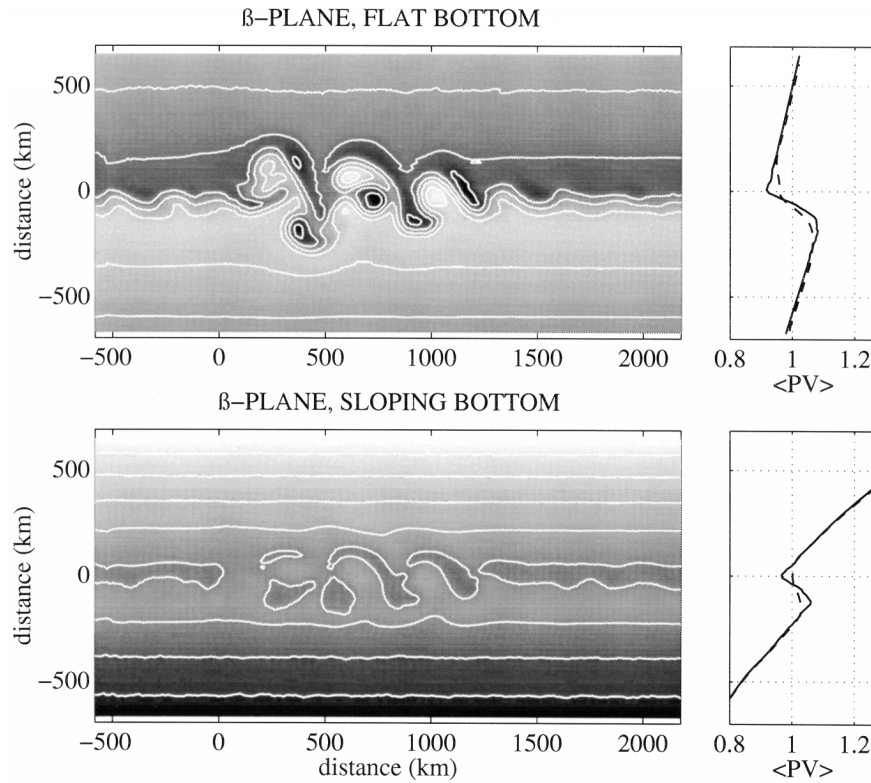 ß−PLANE, FLAT BOTTOM
distance (km)
500
0
−500
−500 0 500 1000 1500 2000
0.8 1 1.2
<PV>
ß−PLANE, SLOPING BOTTOM
distance (km)
500
0
−500
−500 0 500 1000 1500 2000
distance (km)
0.8 1 1.2
<PV>